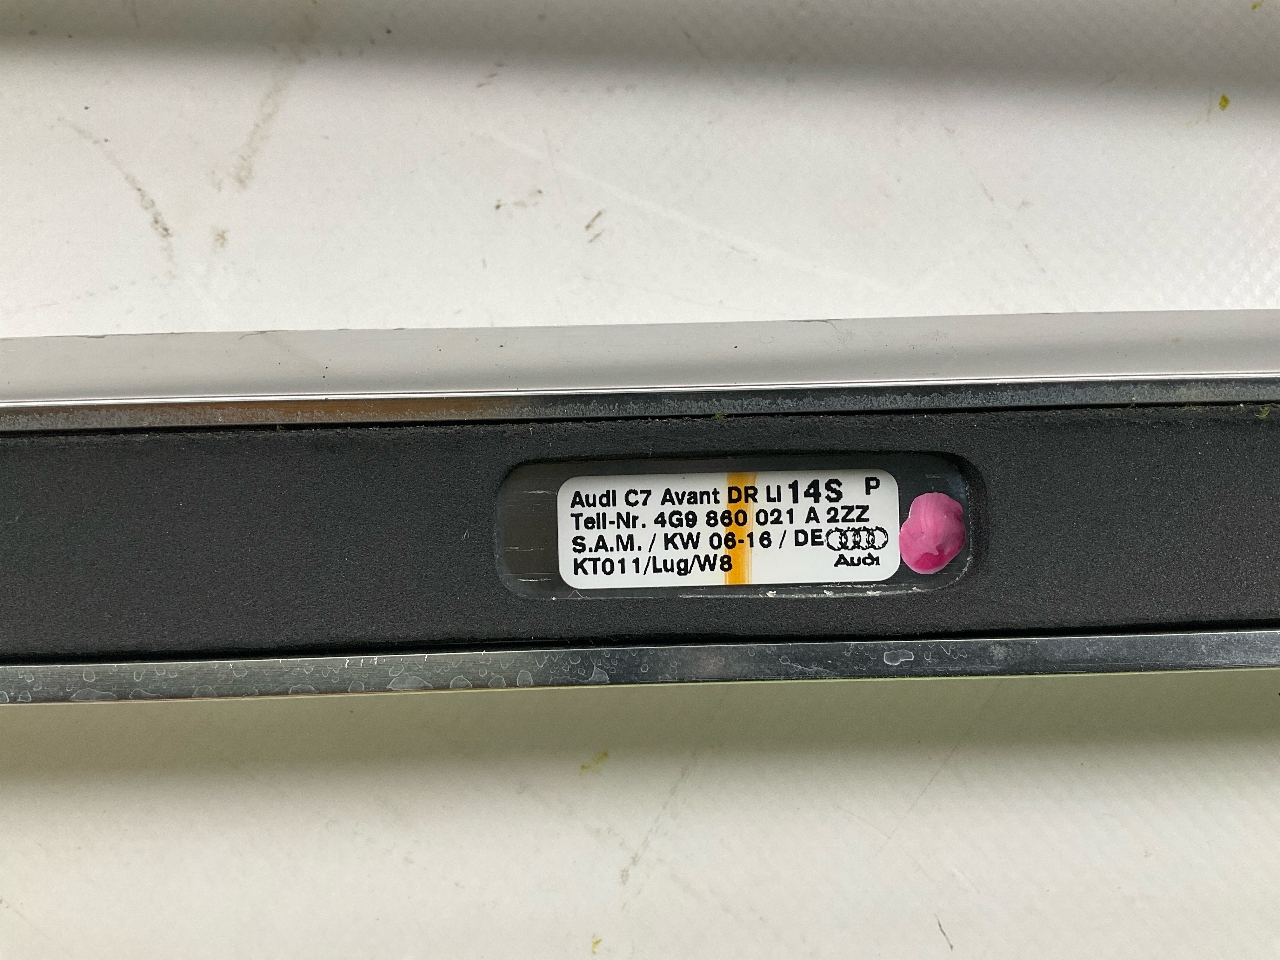 Audi C7 Avant DR LI 14S P
Teil-Nr. 4G9 860 021 A 2ZZ
S.A.M. / KW 06-16 / DE
KT011/Lug/W8
Audi